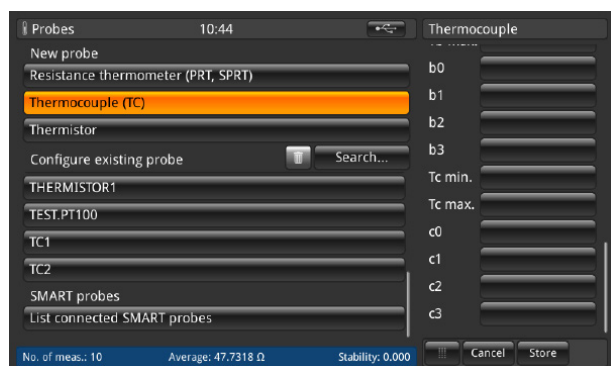 Probes 10:44
New probe
Resistance thermometer (PRT, SPRT)
Thermocouple (TC)
Thermistor
Configure existing probe Search...
THERMISTOR1
TEST.PT100
TC1
TC2
SMART probes
List connected SMART probes
No. of meas.: 10 Average: 47.7318 Ω Stability: 0.000
Thermocouple
b0
b1
b2
b3
Tc min.
Tc max.
c0
c1
c2
c3
Cancel Store